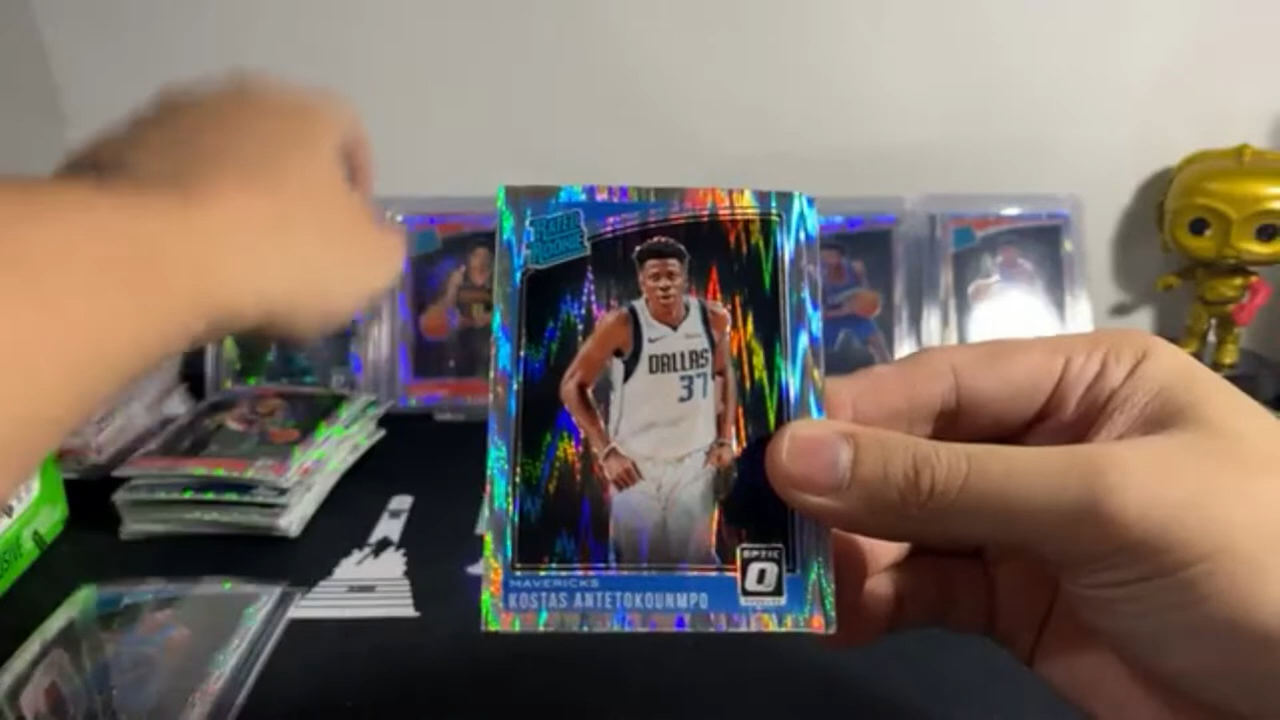 RATED
ROOKIE
DALLAS
37
OPTIC
O
MAVERICKS
KOSTAS ANTETOKOUNMPO